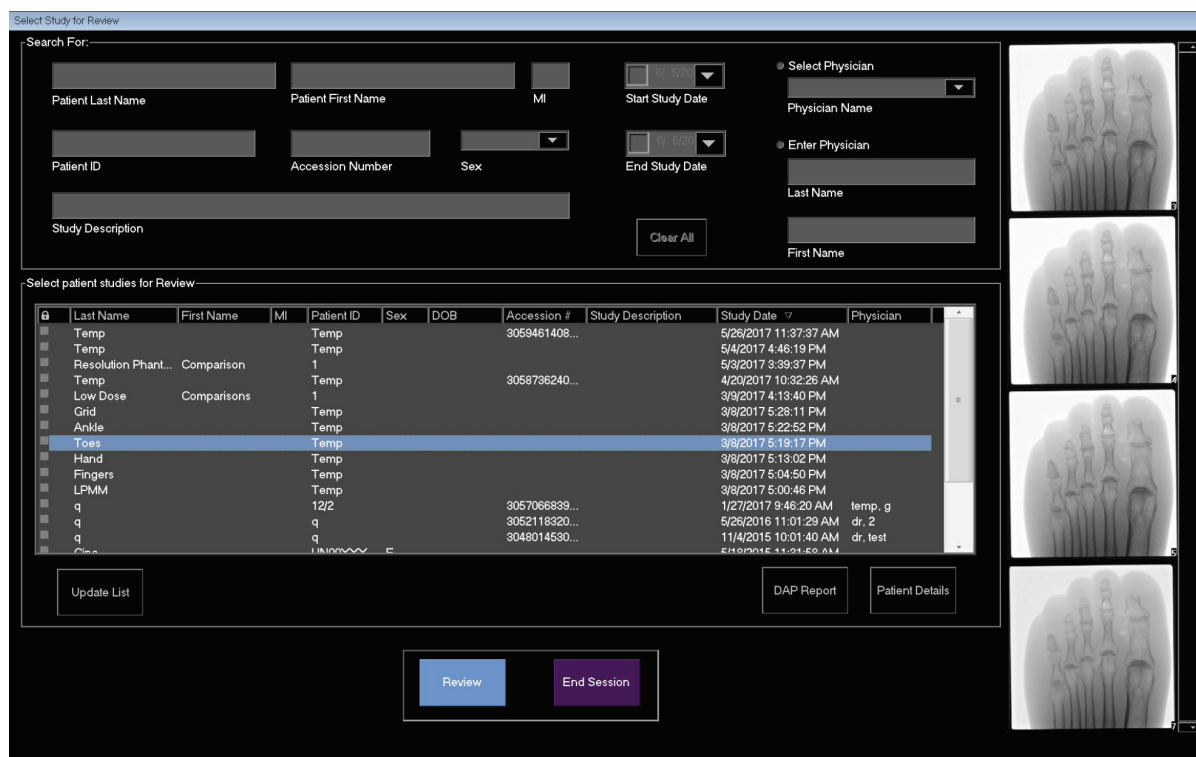 Select Study for Review
Search For:
Patient Last Name
Patient First Name
MI
Start Study Date
Select Physician
Physician Name
Patient ID
Accession Number
Sex
End Study Date
Enter Physician
Last Name
Study Description
Clear All
First Name
Select patient studies for Review
Last Name First Name MI Patient ID Sex DOB Accession # Study Description Study Date Physician
Temp Temp 3059461408... 5/26/2017 11:37:37 AM
Temp Temp 5/4/2017 4:46:19 PM
Resolution Phant... Comparison 1 5/3/2017 3:39:37 PM
Temp Temp 3058736240... 4/20/2017 10:32:26 AM
Low Dose Comparisons 1 3/9/2017 4:13:40 PM
Grid Temp 3/8/2017 5:28:11 PM
Ankle Temp 3/8/2017 5:22:52 PM
Toes Temp 3/8/2017 5:19:17 PM
Hand Temp 3/8/2017 5:13:02 PM
Fingers Temp 3/8/2017 5:04:50 PM
LPMM Temp 3/8/2017 5:00:46 PM
q 12/2 3057066839... 1/27/2017 9:46:20 AM temp, g
q q 3052118320... 5/26/2016 11:01:29 AM dr, 2
q q 3048014530... 11/4/2015 10:01:40 AM dr, test
Update List
DAP Report
Patient Details
Review
End Session
3
4
5
7